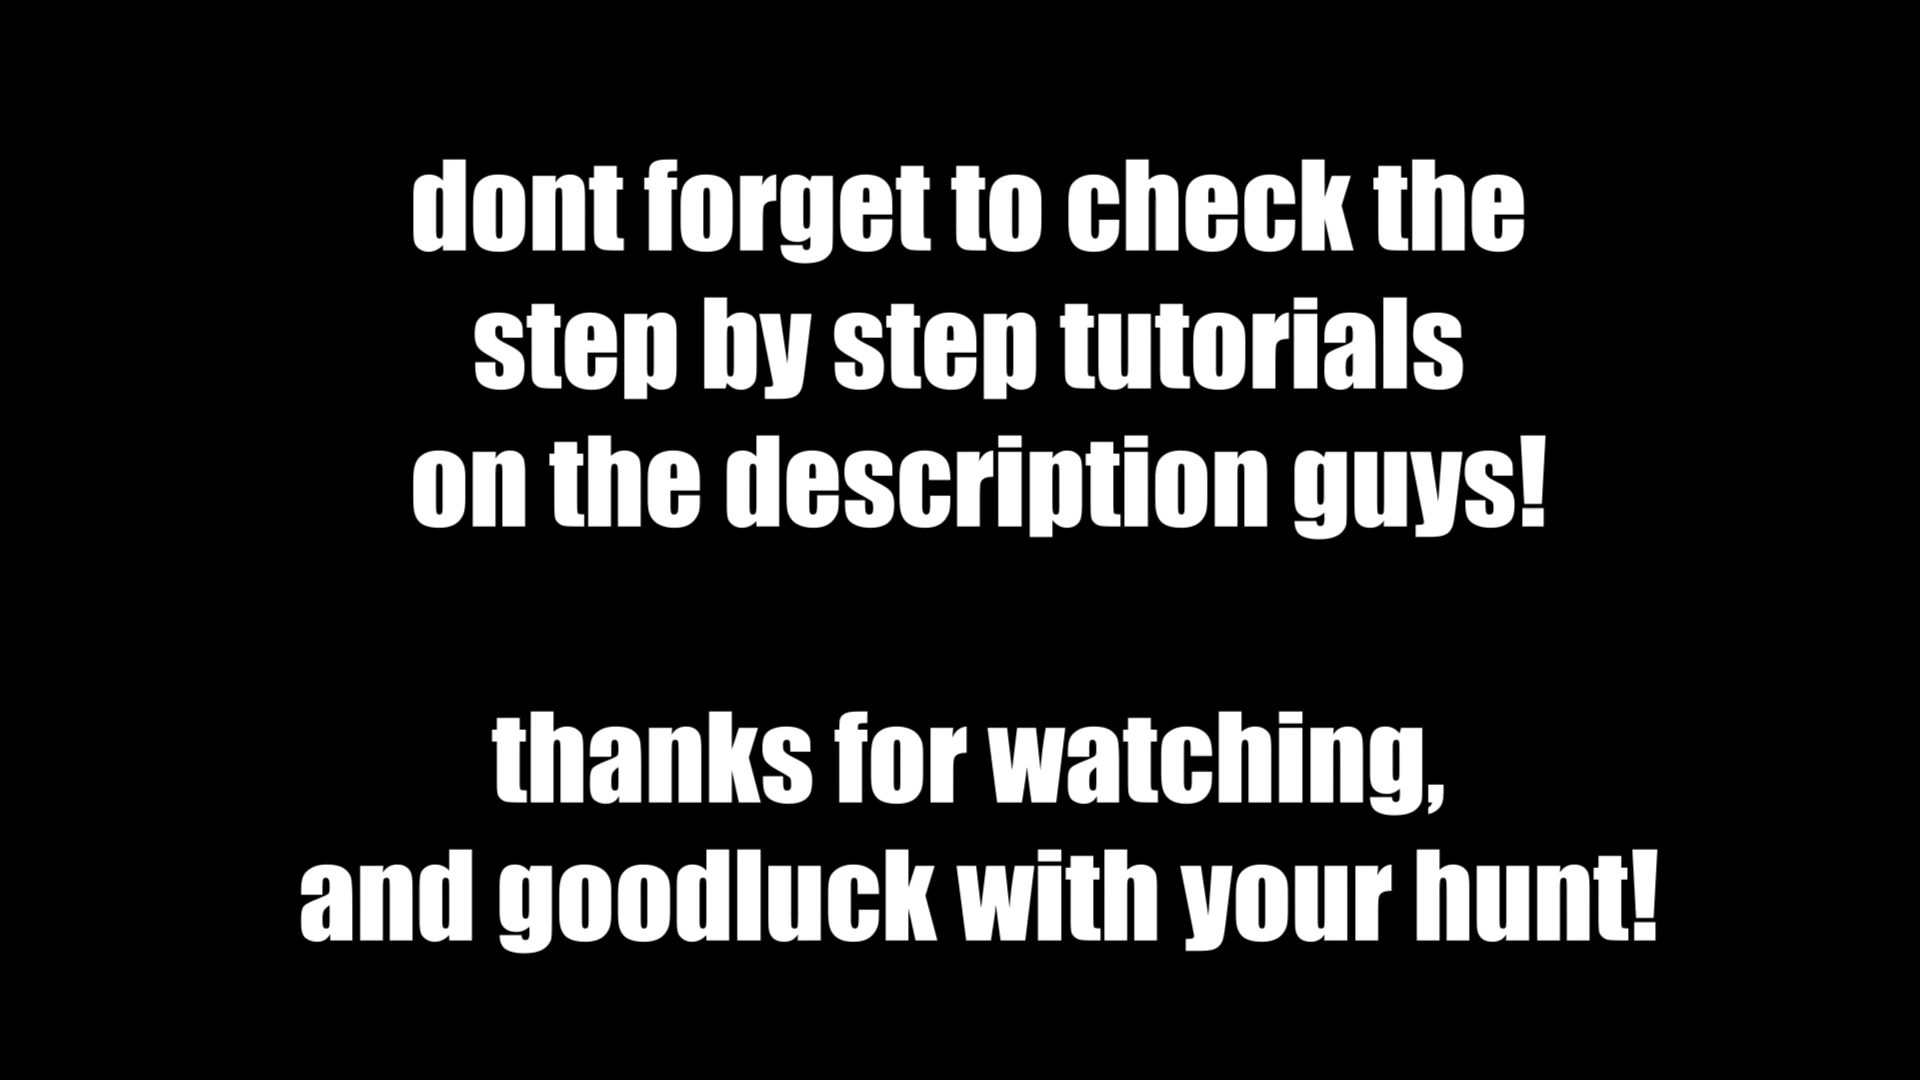 dont forget to check the
step by step tutorials
on the description guys!
thanks for watching,
and goodluck with your hunt!